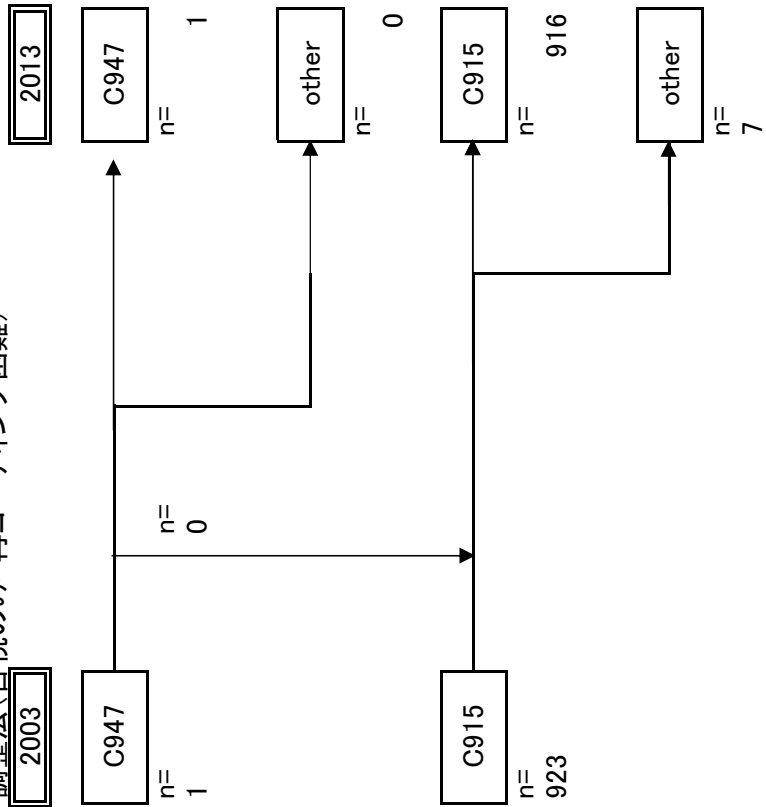 2003
2013
C947
C947
n=
1
n=
0
n=
1
other
n=
0
C915
C915
n=
923
n=
916
other
n=
7